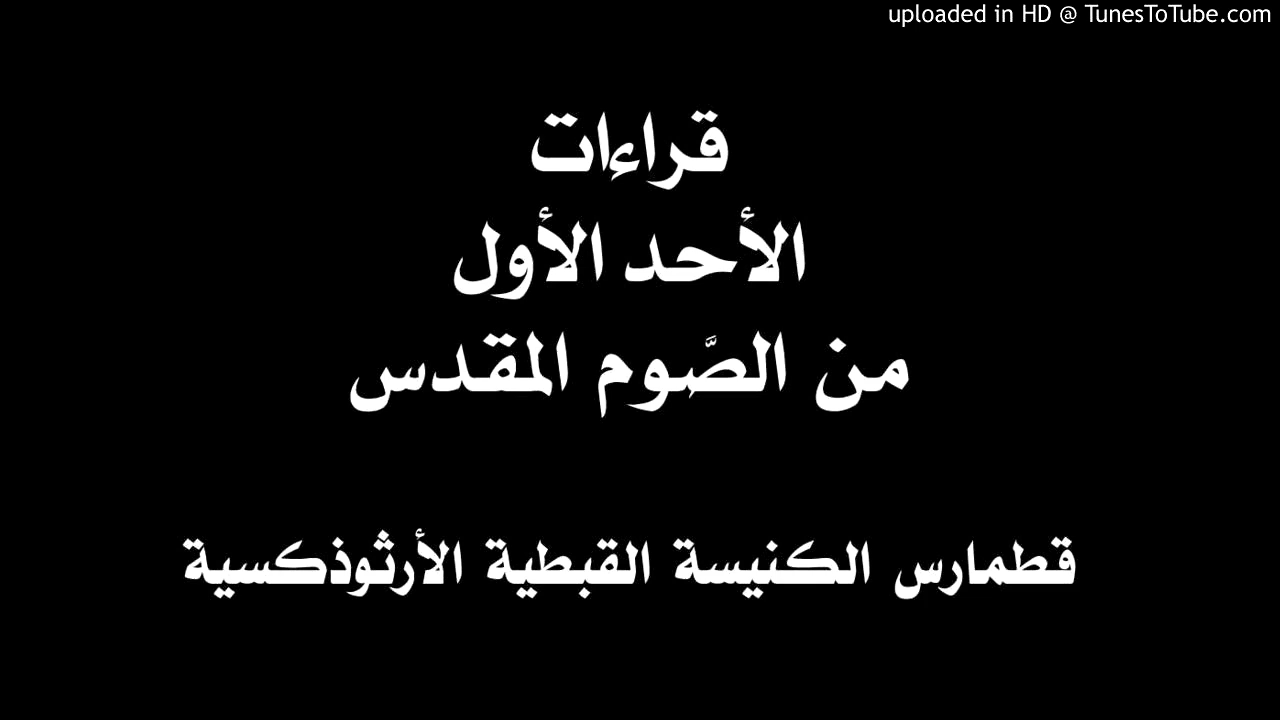 uploaded in HD @ TunesToTube.com
قراءات
الأحد الأول
من الصَّوم المقدس
قطمارس الكنيسة القبطية الأرثوذكسية